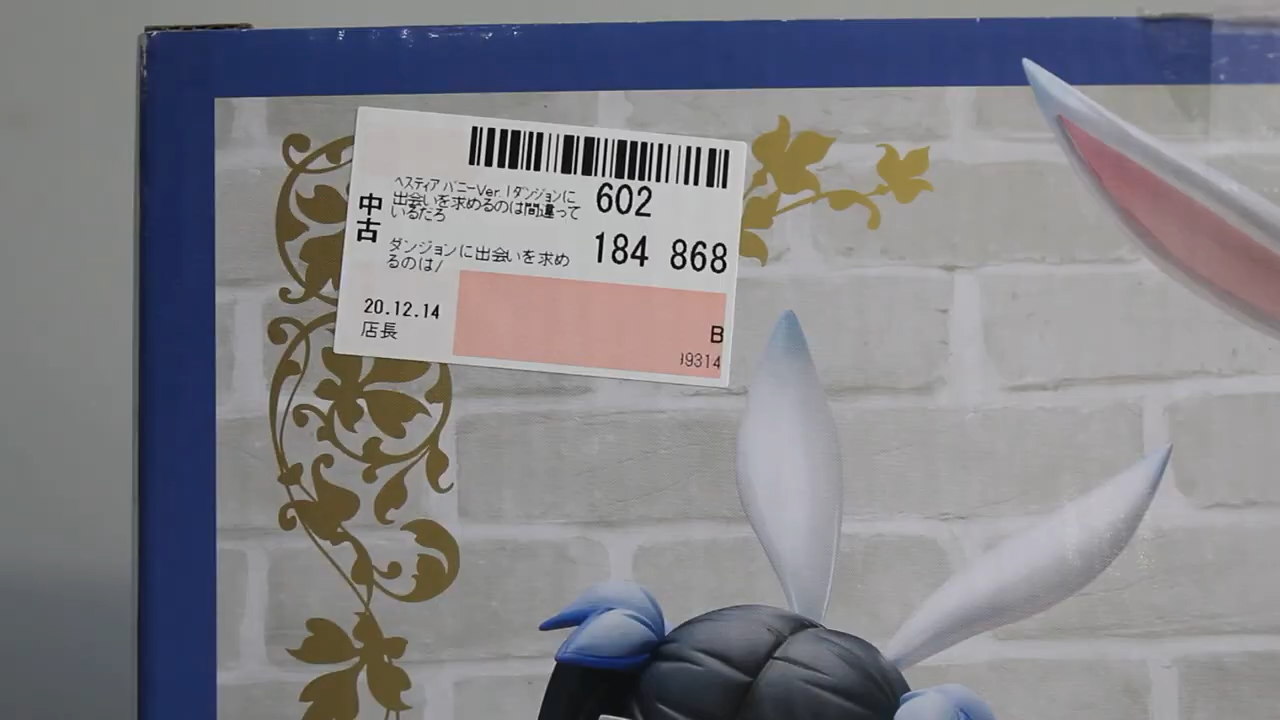 中古
ヘスティア バニーVer.1ダンジョンに
出会いを求めるのは間違って
いるだろ
602
ダンジョンに出会いを求め
るのは/
184 868
20.12.14
店長
B
19314